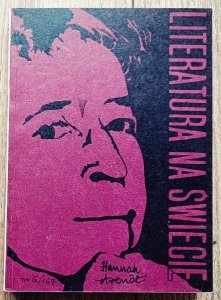 LITERATURA NA ŚWIECIE
nr 6/167
Hannah
Arendt